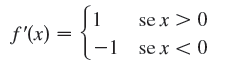 f'(x) = { 1 se x > 0
-1 se x < 0